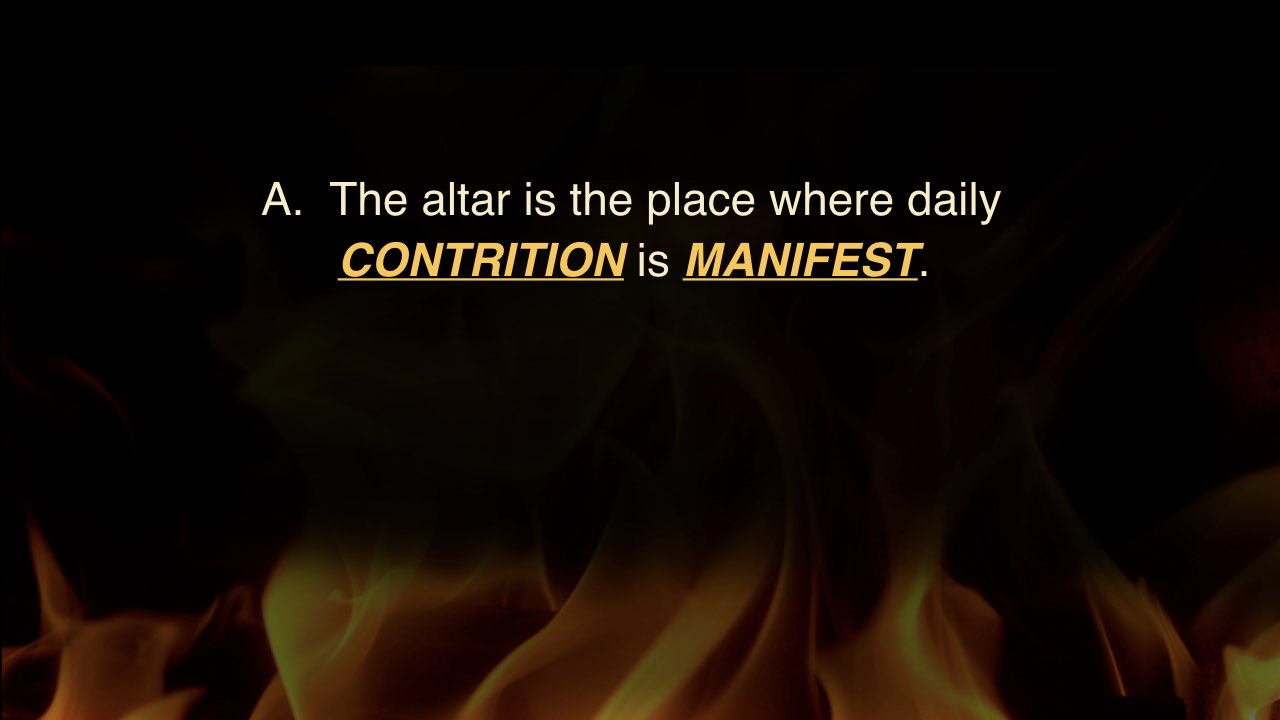 A. The altar is the place where daily
CONTRITION is MANIFEST.